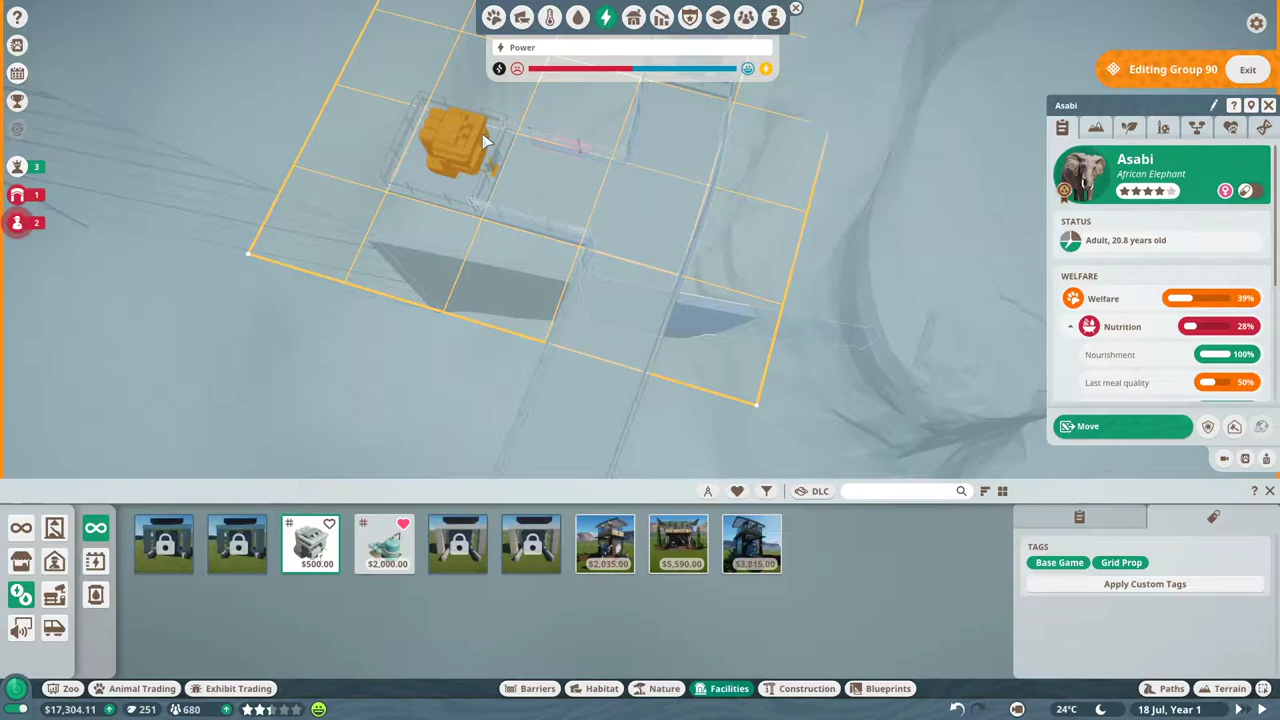 Power
Editing Group 90
Exit
3
1
2
Asabi
Asabi
African Elephant
STATUS
Adult, 20.8 years old
WELFARE
Welfare
39%
Nutrition
28%
Nourishment
100%
Last meal quality
50%
Move
DLC
$500.00
$2,000.00
$2,035.00
$5,590.00
$3,815.00
TAGS
Base Game
Grid Prop
Apply Custom Tags
Zoo
Animal Trading
Exhibit Trading
Barriers
Habitat
Nature
Facilities
Construction
Blueprints
Paths
Terrain
$17,304.11
251
680
24°C
18 Jul, Year 1